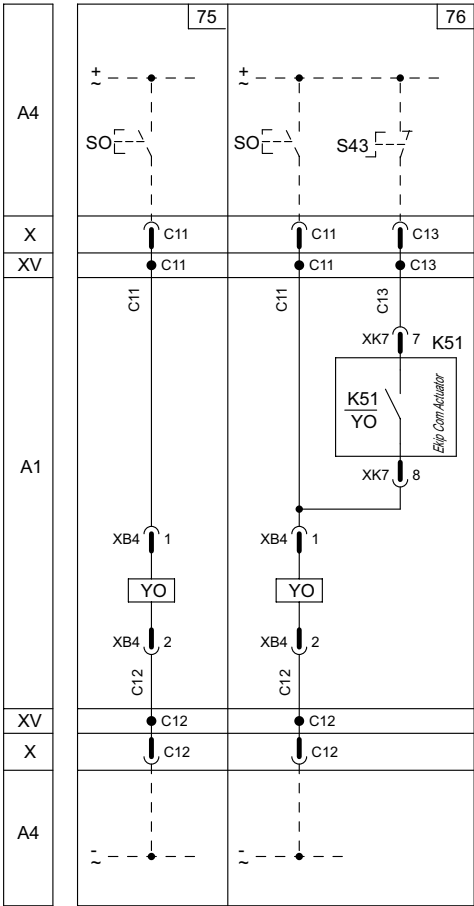 75 76
+ ~ + ~
A4 SO SO S43
X C11 C11 C13
XV C11 C11 C13
C11 C11 C13
XK7 7 K51
K51
YO
Ekip Com Actuator
XK7 8
A1
XB4 1 XB4 1
YO YO
XB4 2 XB4 2
C12 C12
XV C12 C12
X C12 C12
A4
- ~ - ~